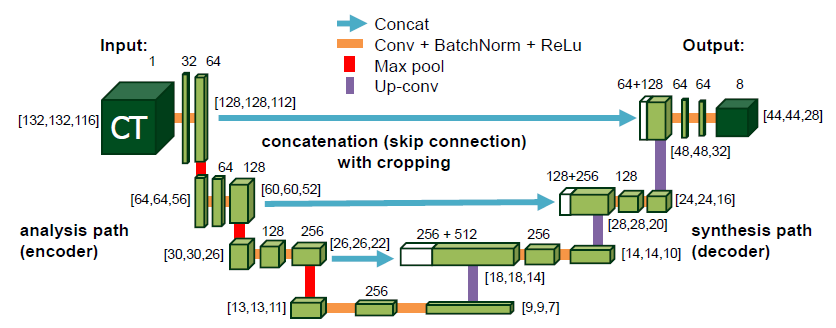 Concat
Input:
Conv + BatchNorm + ReLu
Output:
1
32
64
Max pool
64+128
64
64
8
Up-conv
[132,132,116]
CT
[128,128,112]
[44,44,28]
concatenation (skip connection)
with cropping
[48,48,32]
64
128
128+256
128
[64,64,56]
[60,60,52]
[24,24,16]
analysis path
(encoder)
[28,28,20]
synthesis path
(decoder)
128
256
[26,26,22]
256 + 512
256
[30,30,26]
[14,14,10]
[18,18,14]
256
[13,13,11]
[9,9,7]